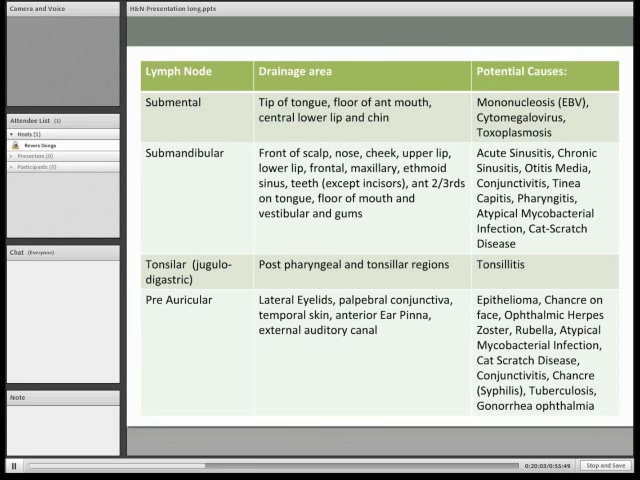 Camera and Voice
H&N Presentation long.pptx
Attendee List (1)
Hosts (1)
Revers Donga
Presenters (0)
Participants (0)
Chat (Everyone)
Note
Lymph Node
Drainage area
Potential Causes:
Submental
Tip of tongue, floor of ant mouth,
central lower lip and chin
Mononucleosis (EBV),
Cytomegalovirus,
Toxoplasmosis
Submandibular
Front of scalp, nose, cheek, upper lip,
lower lip, frontal, maxillary, ethmoid
sinus, teeth (except incisors), ant 2/3rds
on tongue, floor of mouth and
vestibular and gums
Acute Sinusitis, Chronic
Sinusitis, Otitis Media,
Conjunctivitis, Tinea
Capitis, Pharyngitis,
Atypical Mycobacterial
Infection, Cat-Scratch
Disease
Tonsilar (jugulo-
digastric)
Post pharyngeal and tonsillar regions
Tonsillitis
Pre Auricular
Lateral Eyelids, palpebral conjunctiva,
temporal skin, anterior Ear Pinna,
external auditory canal
Epithelioma, Chancre on
face, Ophthalmic Herpes
Zoster, Rubella, Atypical
Mycobacterial Infection,
Cat Scratch Disease,
Conjunctivitis, Chancre
(Syphilis), Tuberculosis,
Gonorrhea ophthalmia
0:20:03/0:55:49
Stop and Save